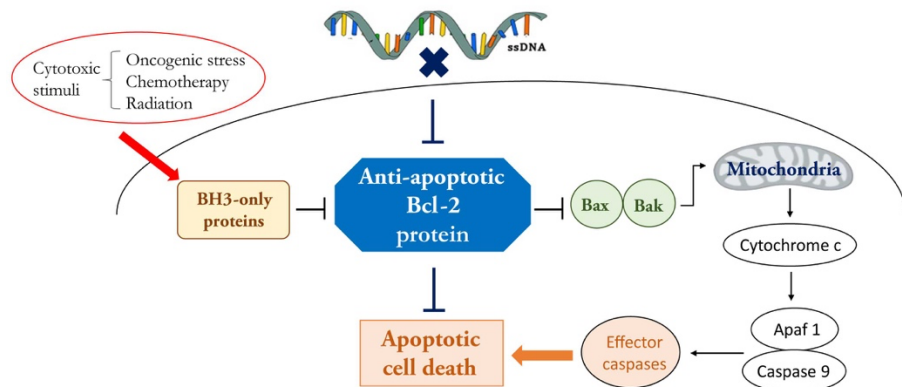 ssDNA
Cytotoxic
stimuli
Oncogenic stress
Chemotherapy
Radiation
BH3-only
proteins
Anti-apoptotic
Bcl-2
protein
Bax
Bak
Mitochondria
Cytochrome c
Apaf 1
Caspase 9
Effector
caspases
Apoptotic
cell death